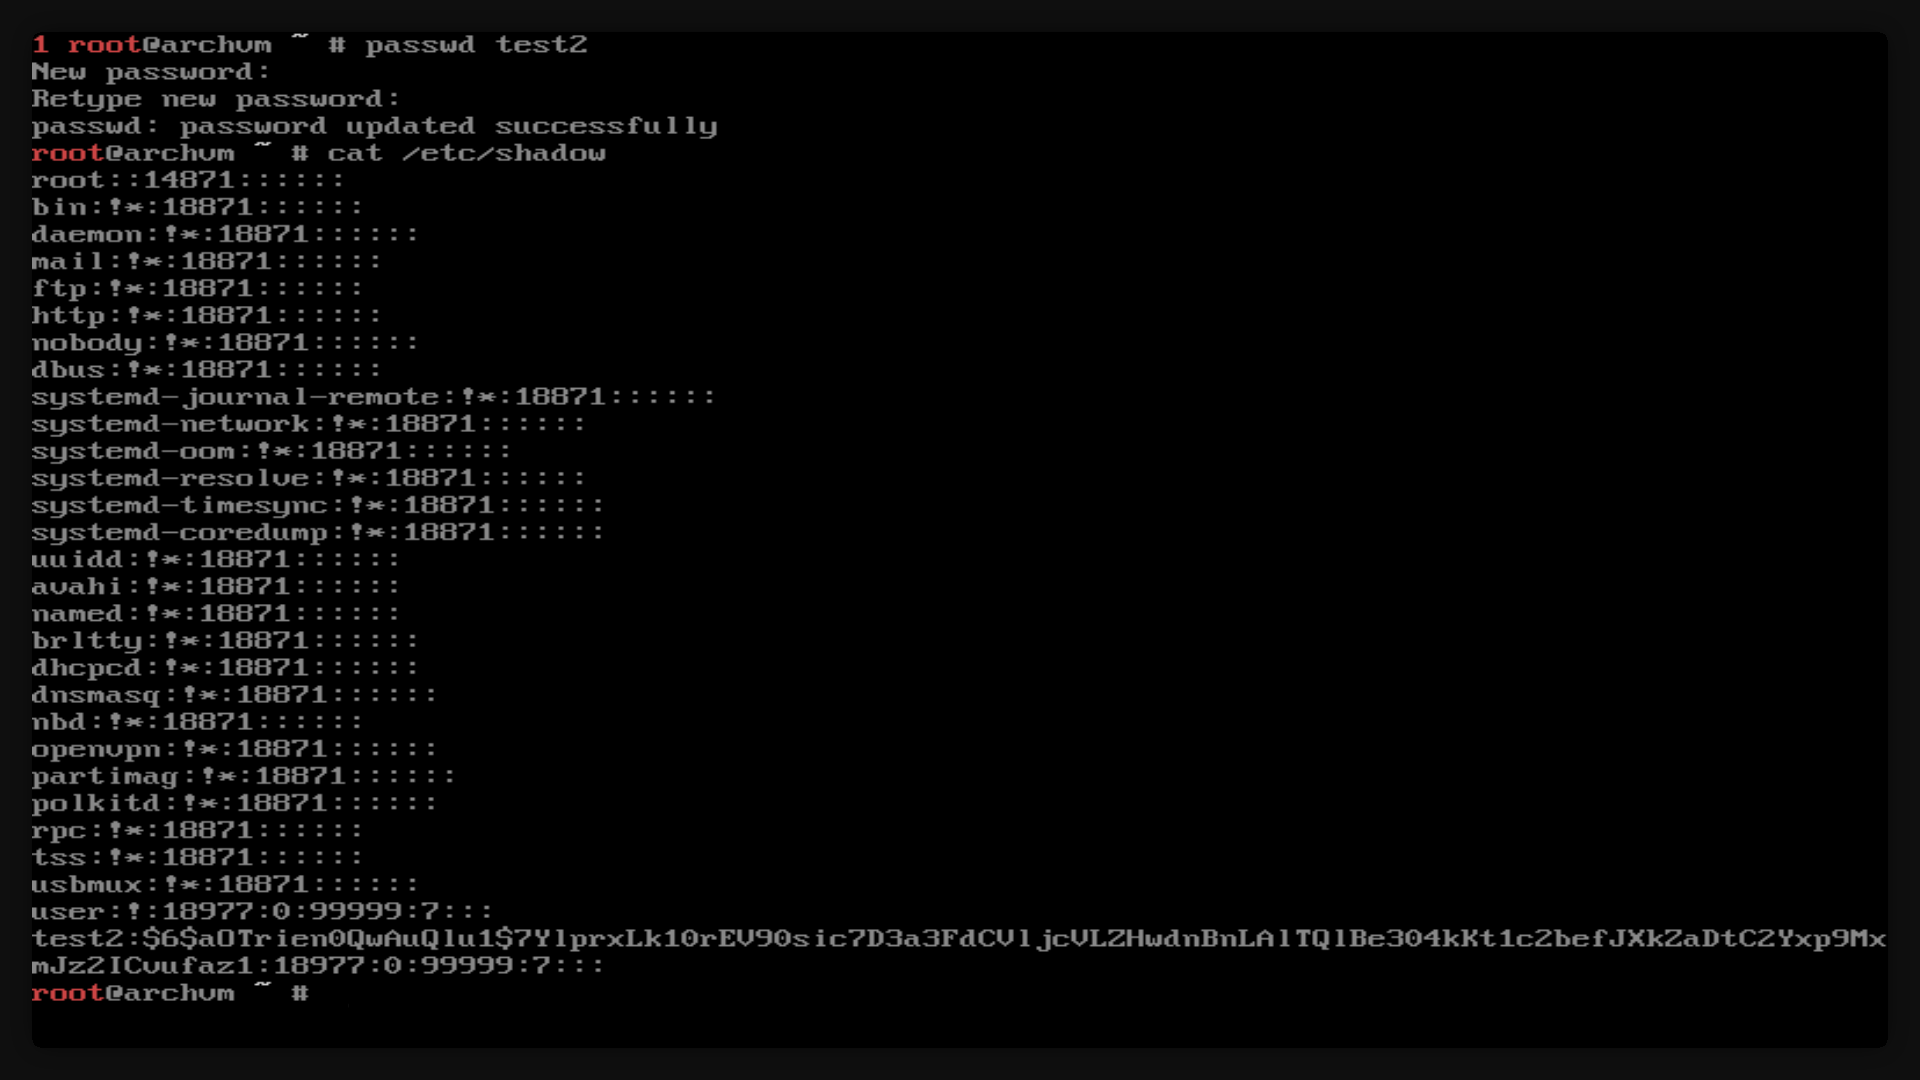 1 root@archvm ~ # passwd test2
New password:
Retype new password:
passwd: password updated successfully
root@archvm ~ # cat /etc/shadow
root::14871::::::
bin:!*:18871::::::
daemon:!*:18871::::::
mail:!*:18871::::::
ftp:!*:18871::::::
http:!*:18871::::::
nobody:!*:18871::::::
dbus:!*:18871::::::
systemd-journal-remote:!*:18871::::::
systemd-network:!*:18871::::::
systemd-oom:!*:18871::::::
systemd-resolve:!*:18871::::::
systemd-timesync:!*:18871::::::
systemd-coredump:!*:18871::::::
uuidd:!*:18871::::::
avahi:!*:18871::::::
named:!*:18871::::::
brltty:!*:18871::::::
dhcpcd:!*:18871::::::
dnsmasq:!*:18871::::::
nbd:!*:18871::::::
openvpn:!*:18871::::::
partimag:!*:18871::::::
polkitd:!*:18871::::::
rpc:!*:18871::::::
tss:!*:18871::::::
usbmux:!*:18871::::::
user:!:18977:0:99999:7:::
test2:$6$aOTrien0QwAuQlu1$7YlprxLk10rEV90sic7D3a3FdCVljcVLZHwdnBnLAlTQlBe304kKt1c2befJXkZaDtC2Yxp9Mx
mJz2ICvufaz1:18977:0:99999:7:::
root@archvm ~ #